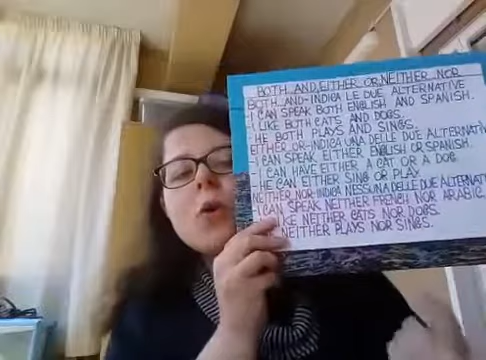 BOTH AND, EITHER OR, NEITHER NOR
BOTH AND-INDICA LE DUE ALTERNATIVE
-I CAN SPEAK BOTH ENGLISH AND SPANISH.
-I LIKE BOTH CATS AND DOGS.
-HE BOTH PLAYS AND SINGS.
EITHER OR-INDICA UNA DELLE DUE ALTERNATIV
-I CAN SPEAK EITHER ENGLISH OR SPANISH.
-I CAN HAVE EITHER A CAT OR A DOG.
-HE CAN EITHER SING OR PLAY.
NEITHER NOR-INDICA NESSUNA DELLE DUE ALTERNAT
-I CAN SPEAK NEITHER FRENCH NOR ARABIC.
LIKE NEITHER CATS NOR DOGS.
NEITHER PLAYS NOR SINGS.